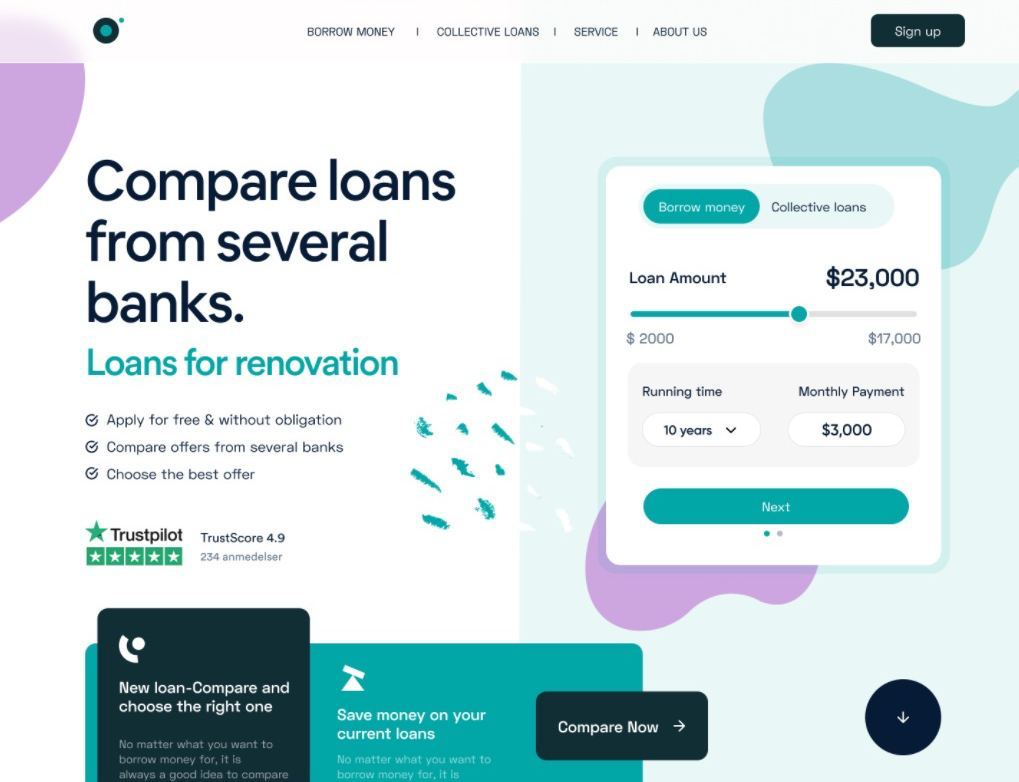 BORROW MONEY | COLLECTIVE LOANS | SERVICE | ABOUT US
Sign up
Compare loans
from several
banks.
Loans for renovation
Apply for free & without obligation
Compare offers from several banks
Choose the best offer
Trustpilot
TrustScore 4.9
234 anmedelser
Borrow money
Collective loans
Loan Amount
$23,000
$ 2000
$17,000
Running time
Monthly Payment
10 years
$3,000
Next
New loan-Compare and
choose the right one
No matter what you want to
borrow money for, it is
always a good idea to compare
Save money on your
current loans
No matter what you want to
borrow money for, it is
Compare Now